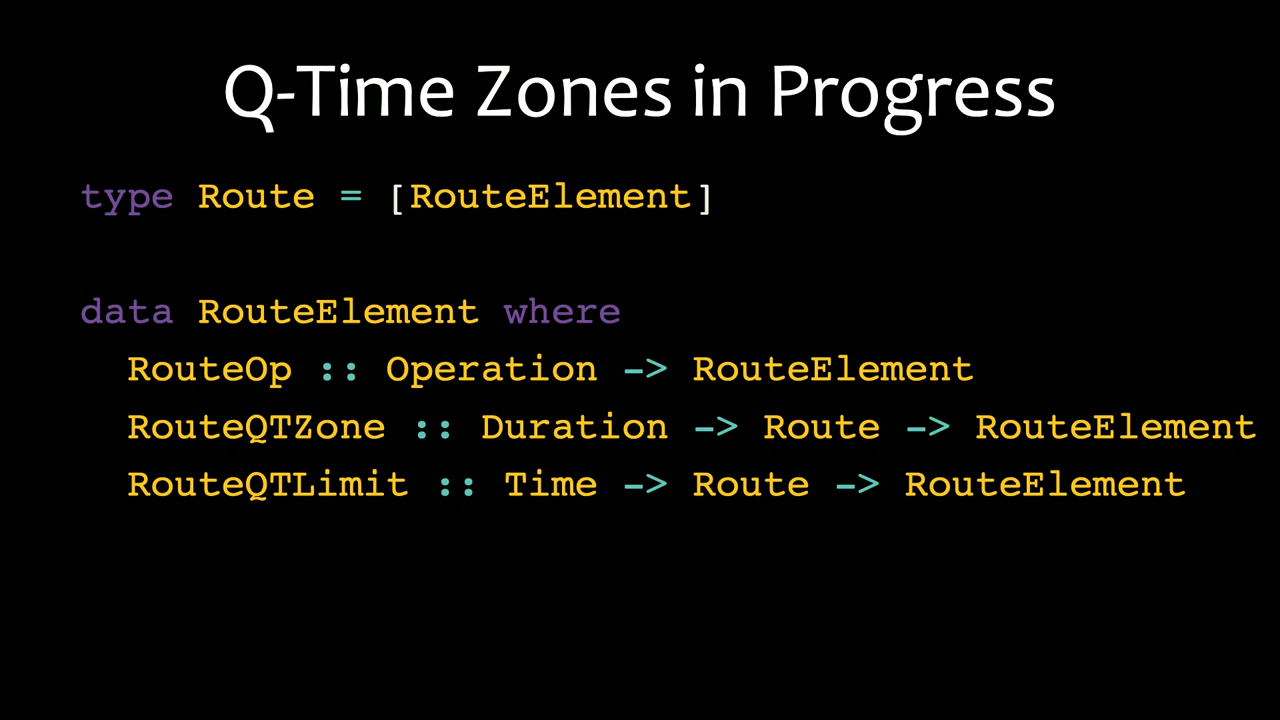 Q-Time Zones in Progress
type Route = [RouteElement]
data RouteElement where
RouteOp :: Operation -> RouteElement
RouteQTZone :: Duration -> Route -> RouteElement
RouteQTLimit :: Time -> Route -> RouteElement